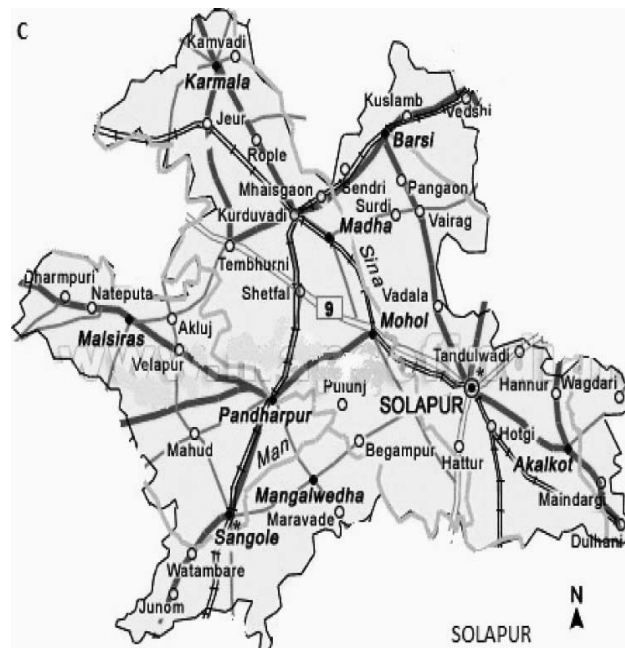 C
Kamvadi
Karmala
Kuslamb
Vedshi
Jeur
Barsi
Rople
Sendri
Pangaon
Mhaisgaon
Surdi
Kurduvadi
Vairag
Madha
Sina
Tembhurni
Dharmpuri
Shetfal
Nateputa
9
Vadala
Akluj
Mohol
Malsiras
Tandulwadi
Velapur
Hannur
Wagdari
Puiunj
SOLAPUR
Pandharpur
Hotgi
Mahud
Man
Begampur
Hattur
Akalkot
Mangalwedha
Maindargi
Maravade
Sangole
Dulhani
Watambare
Junom
N
SOLAPUR